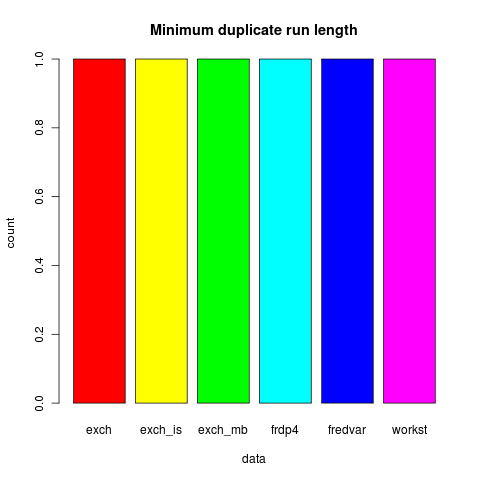 Minimum duplicate run length
count
1.0
0.8
0.6
0.4
0.2
0.0
exch exch_is exch_mb frdp4 fredvar workst
data